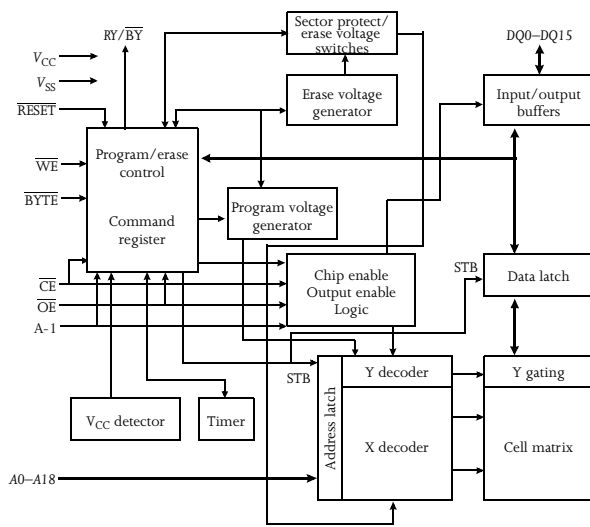 RY/BY
Sector protect/
erase voltage
switches
DQ0–DQ15
VCC
VSS
RESET
Erase voltage
generator
Input/output
buffers
WE
Program/erase
control
BYTE
Command
register
Program voltage
generator
CE
OE
A-1
Chip enable
Output enable
Logic
STB
Data latch
STB
Y decoder
Y gating
Address latch
VCC detector
Timer
X decoder
Cell matrix
A0–A18